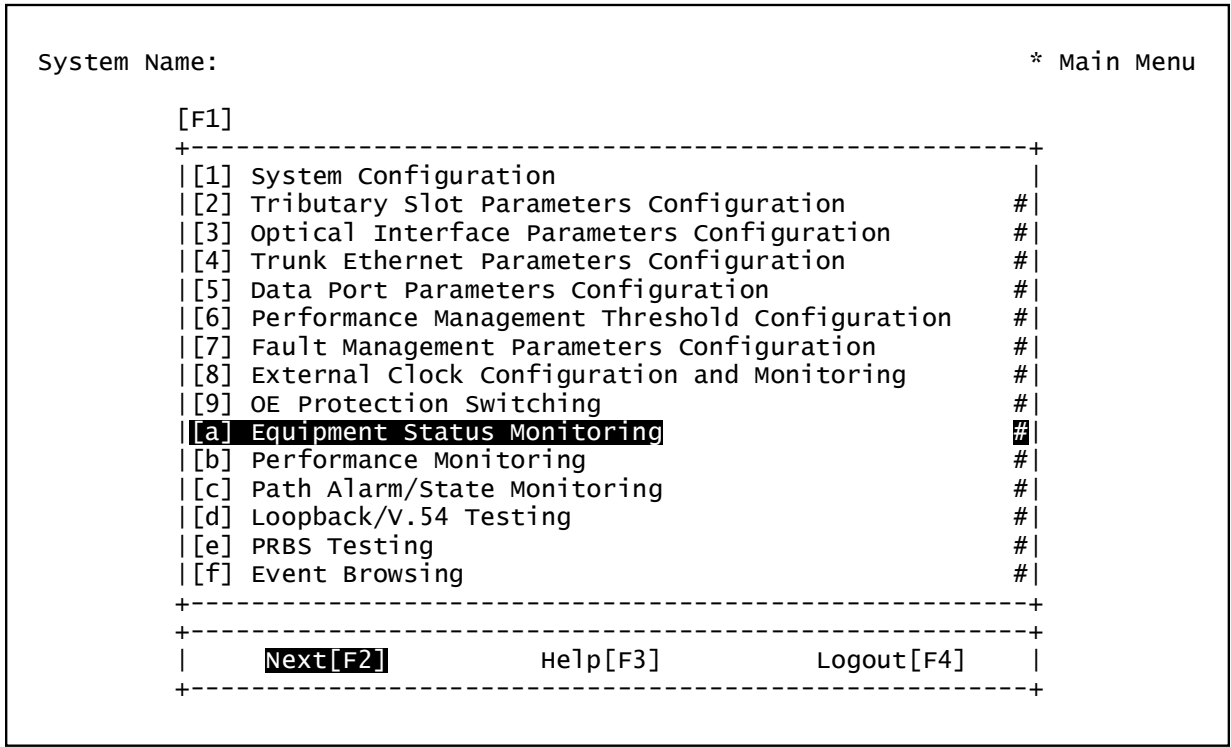 System Name:                                          * Main Menu
[F1]
+-------------------------------------------------------+
|[1] System Configuration                               |
|[2] Tributary Slot Parameters Configuration           #|
|[3] Optical Interface Parameters Configuration        #|
|[4] Trunk Ethernet Parameters Configuration           #|
|[5] Data Port Parameters Configuration                #|
|[6] Performance Management Threshold Configuration    #|
|[7] Fault Management Parameters Configuration         #|
|[8] External Clock Configuration and Monitoring       #|
|[9] OE Protection Switching                           #|
|[a] Equipment Status Monitoring                       #|
|[b] Performance Monitoring                            #|
|[c] Path Alarm/State Monitoring                       #|
|[d] Loopback/V.54 Testing                             #|
|[e] PRBS Testing                                      #|
|[f] Event Browsing                                    #|
+-------------------------------------------------------+
+-------------------------------------------------------+
|     Next[F2]          Help[F3]          Logout[F4]    |
+-------------------------------------------------------+